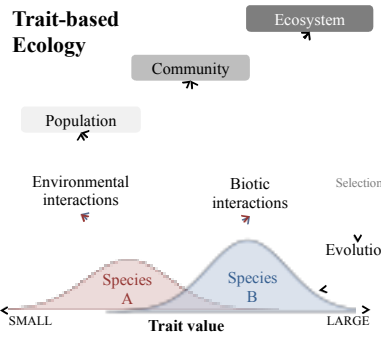 Trait-based
Ecology
Ecosystem
Community
Population
Environmental
interactions
Biotic
interactions
Selection
Evolutio
Species
A
Species
B
SMALL
Trait value
LARGE